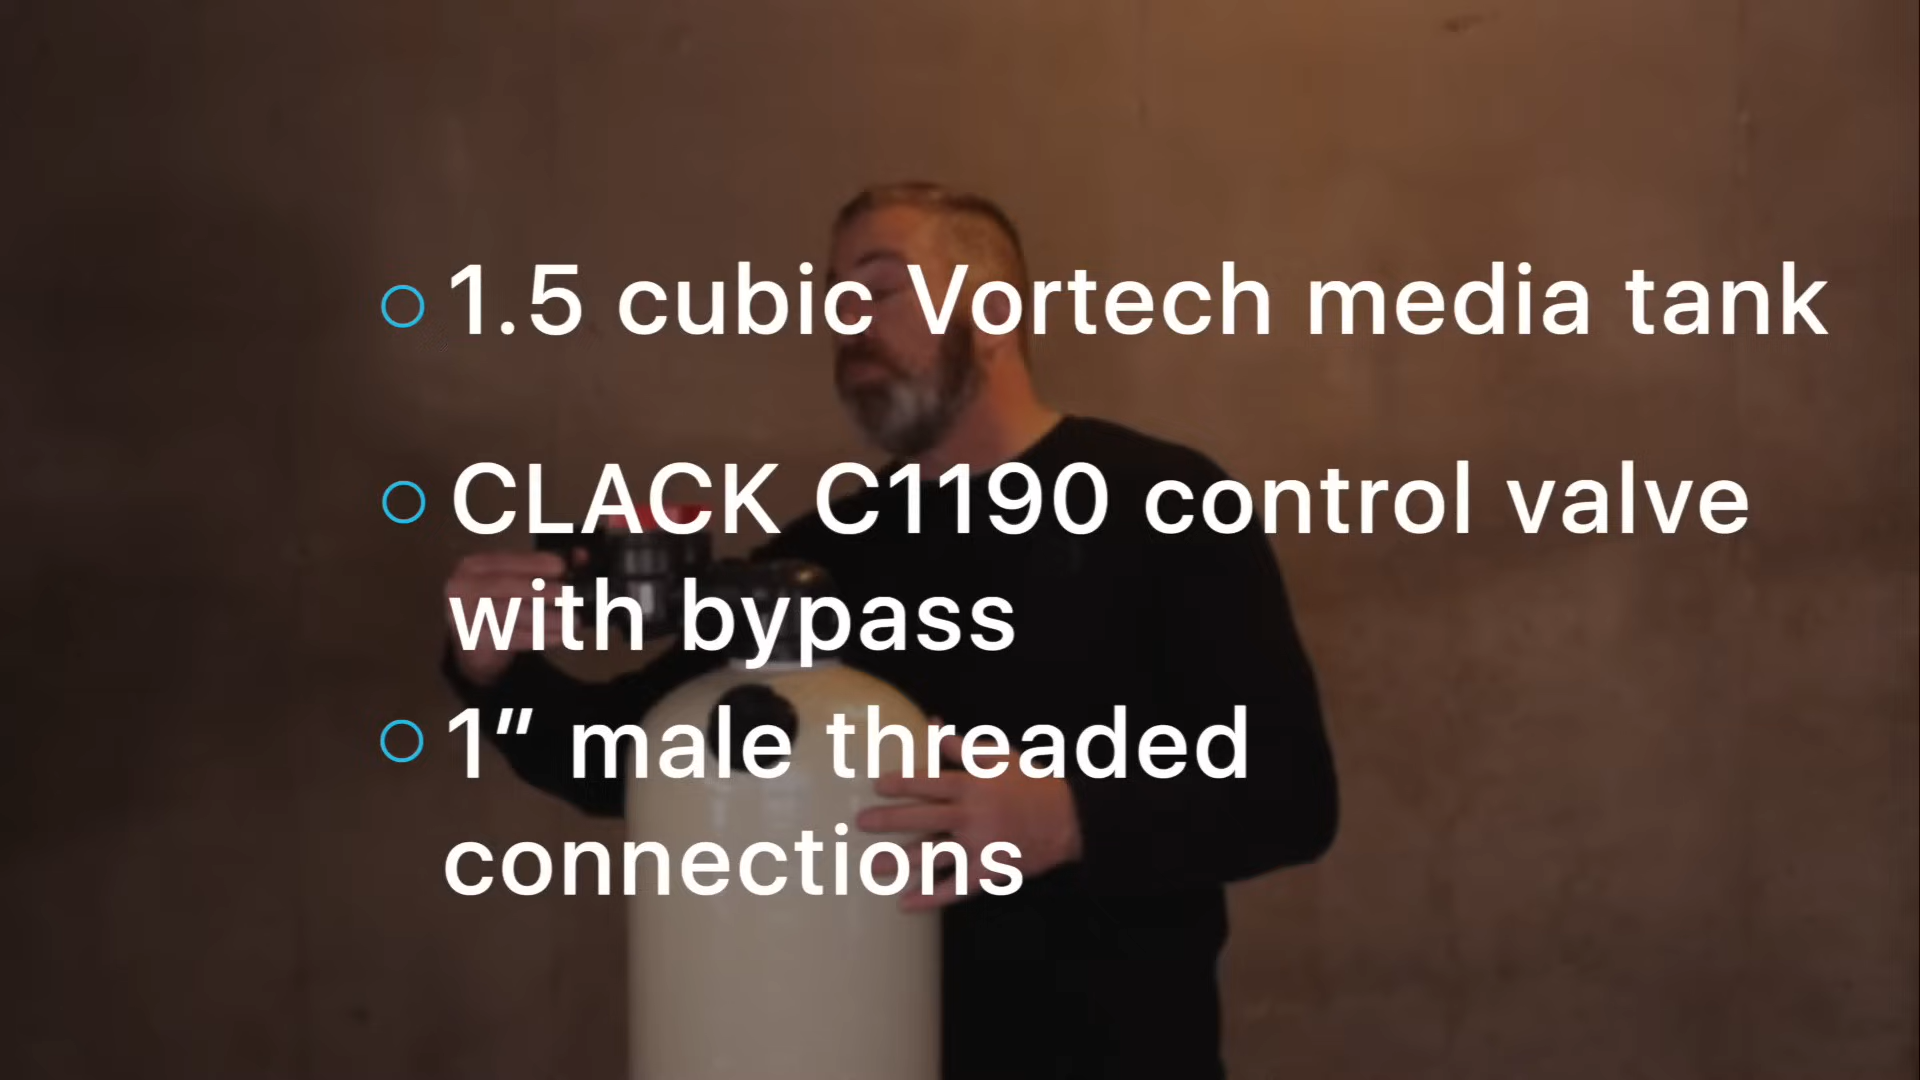 1.5 cubic Vortech media tank
CLACK C1190 control valve
with bypass
1” male threaded
connections